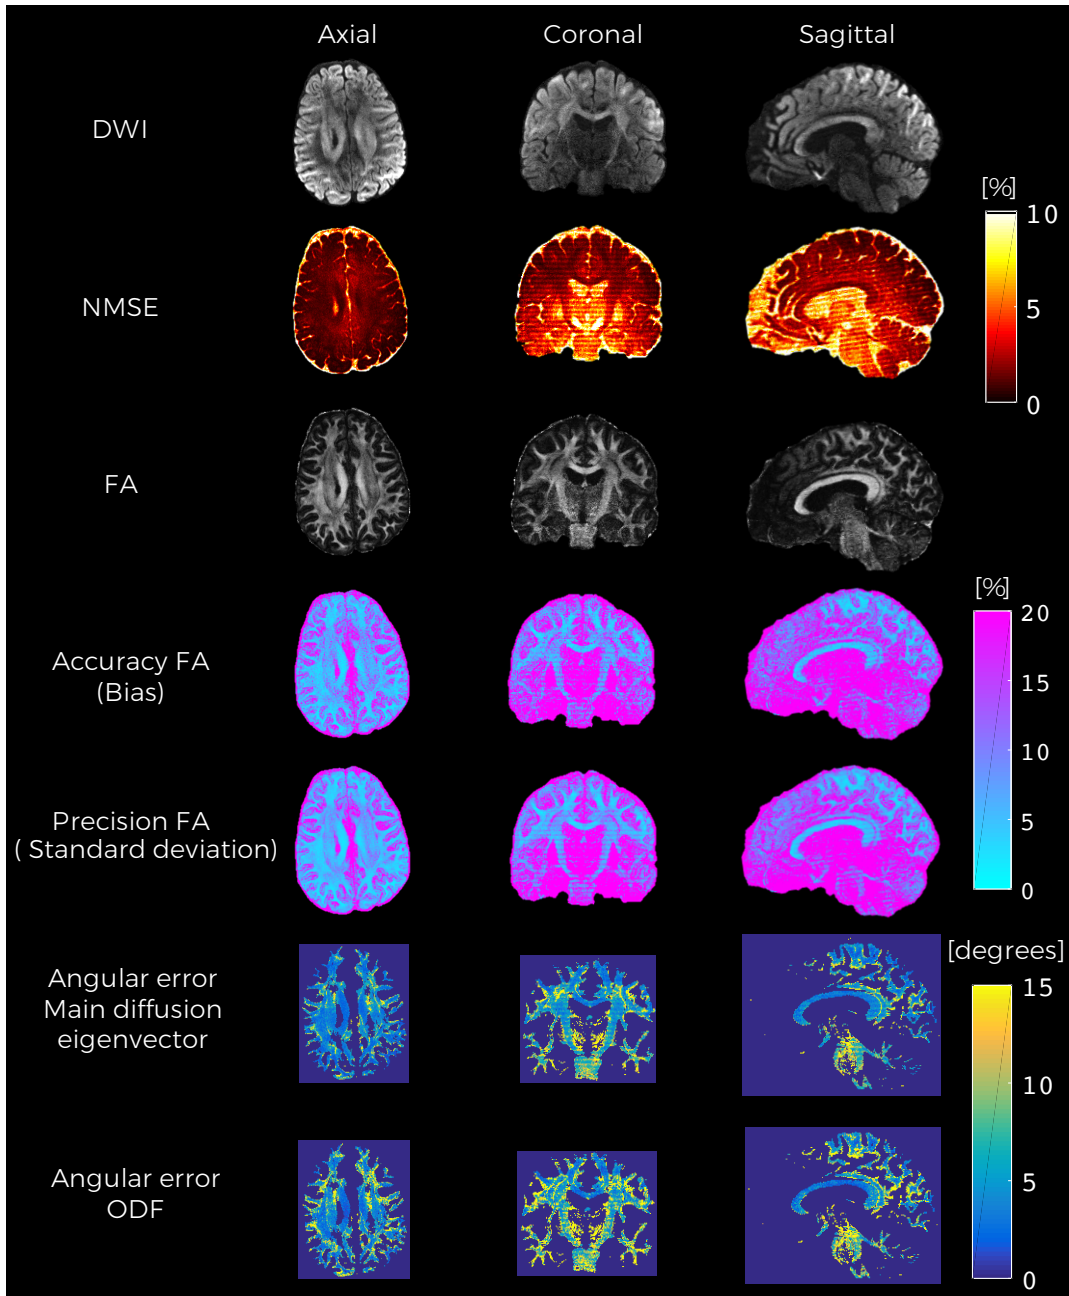 Axial
Coronal
Sagittal
DWI
[%]
10
5
0
NMSE
FA
[%]
20
15
10
5
0
Accuracy FA
(Bias)
Precision FA
( Standard deviation)
Angular error
Main diffusion
eigenvector
[degrees]
15
10
5
0
Angular error
ODF